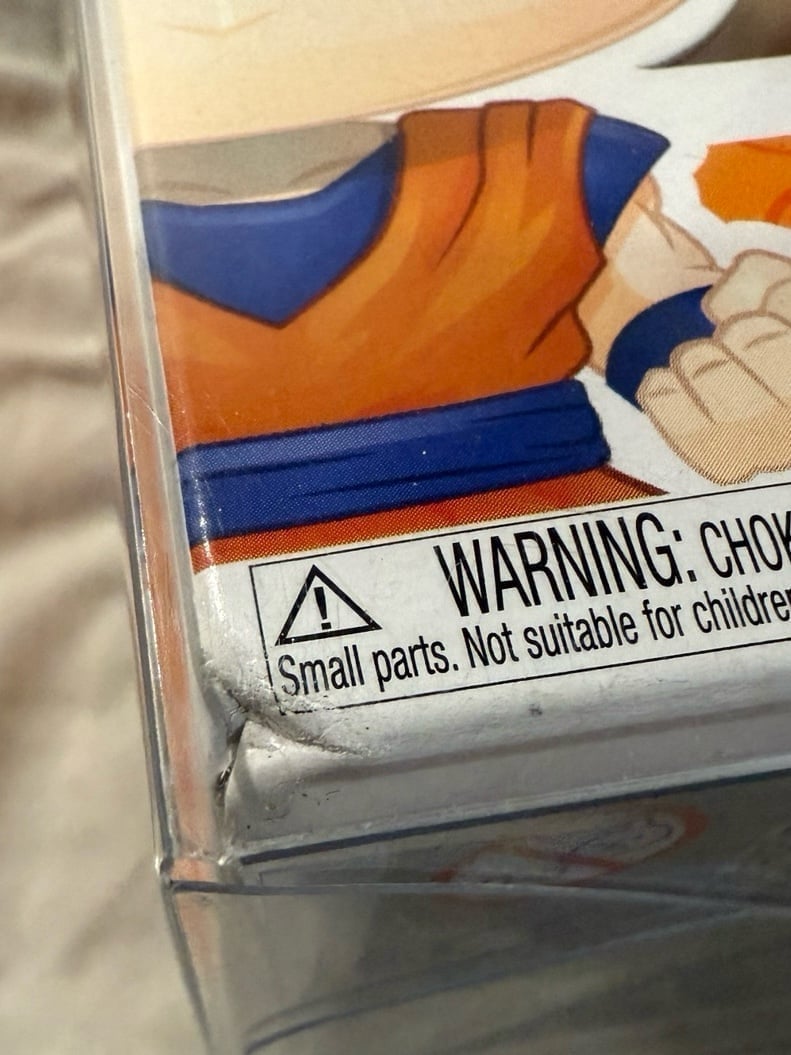 WARNING: CHOK
Small parts. Not suitable for childre